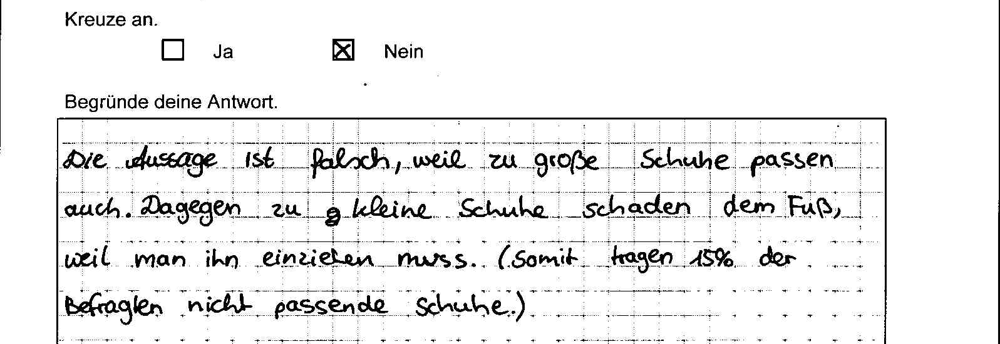 Kreuze an.
Ja Nein
Begründe deine Antwort.
Die Aussage ist falsch, weil zu große Schuhe passen
auch. Dagegen zu kleine Schuhe schaden dem Fuß,
weil man ihn einziehen muss. (Somit tragen 15% der
Befragten nicht passende Schuhe.)